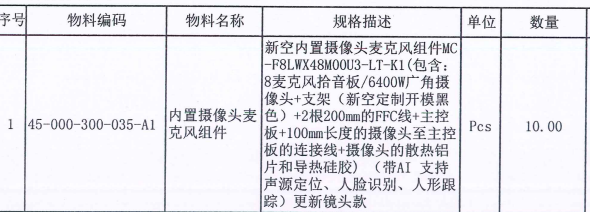 序号 物料编码 物料名称 规格描述 单位 数量
1 45-000-300-035-A1 内置摄像头麦克风组件 新空内置摄像头麦克风组件MC
-F8LWX48M00U3-LT-K1(包含:
8麦克风拾音板/6400W广角摄
像头+支架（新空定制开模黑
色）+2根200mm的FFC线+主控
板+100mm长度的摄像头至主控
板的连接线+摄像头的散热铝
片和导热硅胶) （带AI 支持
声源定位、人脸识别、人形跟
踪）更新镜头款 Pcs 10.00